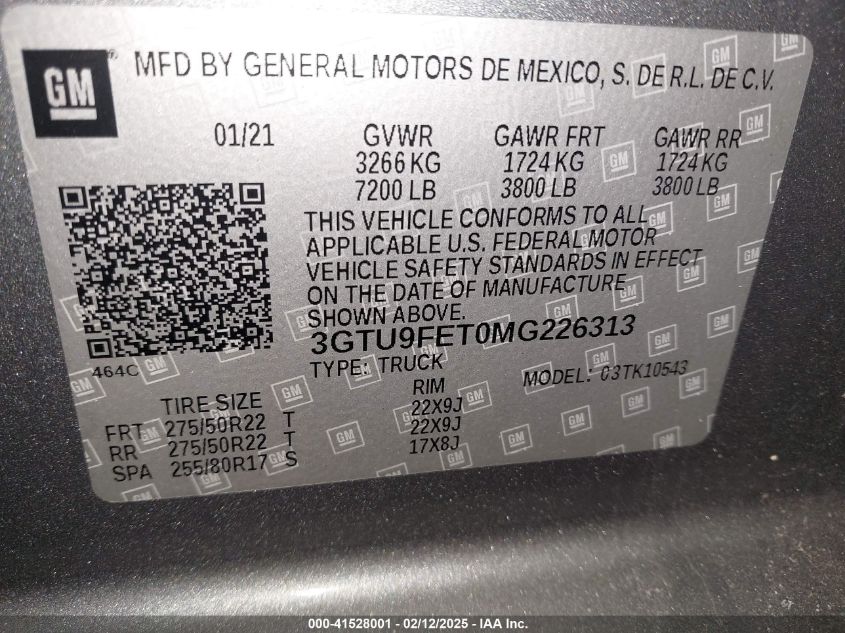 GM ® MFD BY GENERAL MOTORS DE MEXICO, S. DE R.L. DE C.V.
01/21 GVWR GAWR FRT GAWR RR
3266 KG 1724 KG 1724 KG
7200 LB 3800 LB 3800 LB
THIS VEHICLE CONFORMS TO ALL
APPLICABLE U.S. FEDERAL MOTOR
VEHICLE SAFETY STANDARDS IN EFFECT
ON THE DATE OF MANUFACTURE
SHOWN ABOVE.
3GTU9FET0MG226313
464C TYPE: TRUCK MODEL: 03TK10543
TIRE SIZE RIM
FRT 275/50R22 T 22X9J
RR 275/50R22 T 22X9J
SPA 255/80R17 S 17X8J
000-41528001 - 02/12/2025 - IAA Inc.